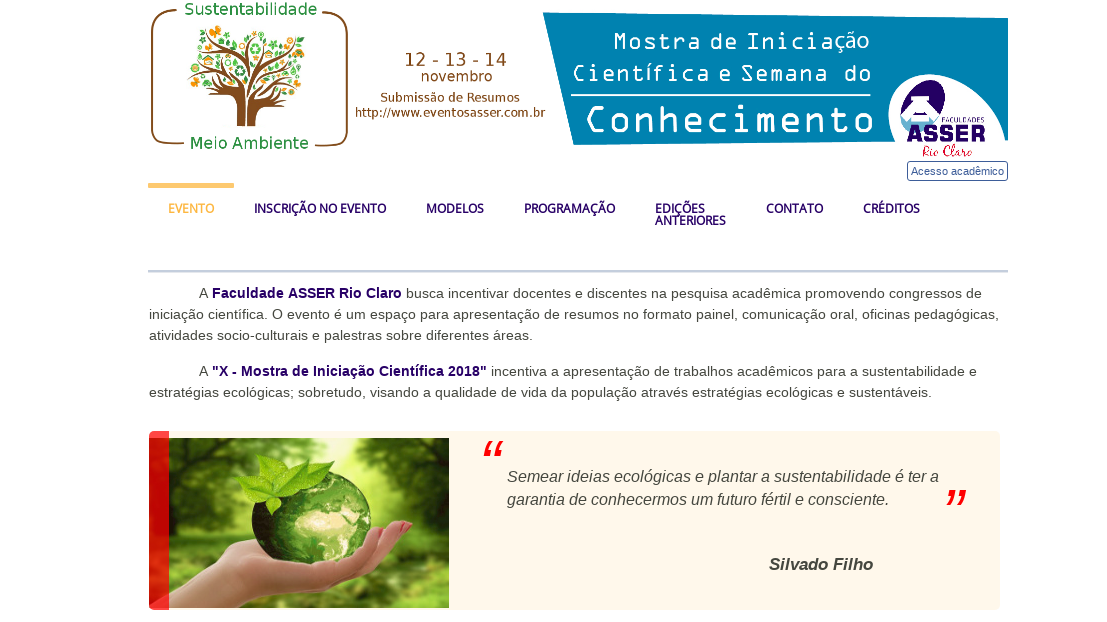 Sustentabilidade
Meio Ambiente
12 - 13 - 14
novembro
Submissão de Resumos
http://www.eventosasser.com.br
Mostra de Iniciação
Científica e Semana do
Conhecimento
FACULDADES
ASSER
Rio Claro
Acesso acadêmico
EVENTO
INSCRIÇÃO NO EVENTO
MODELOS
PROGRAMAÇÃO
EDIÇÕES
ANTERIORES
CONTATO
CRÉDITOS
A Faculdade ASSER Rio Claro busca incentivar docentes e discentes na pesquisa acadêmica promovendo congressos de
iniciação científica. O evento é um espaço para apresentação de resumos no formato painel, comunicação oral, oficinas pedagógicas,
atividades socio-culturais e palestras sobre diferentes áreas.
A "X - Mostra de Iniciação Científica 2018" incentiva a apresentação de trabalhos acadêmicos para a sustentabilidade e
estratégias ecológicas; sobretudo, visando a qualidade de vida da população através estratégias ecológicas e sustentáveis.
“ Semear ideias ecológicas e plantar a sustentabilidade é ter a
garantia de conhecermos um futuro fértil e consciente. ”
Silvado Filho